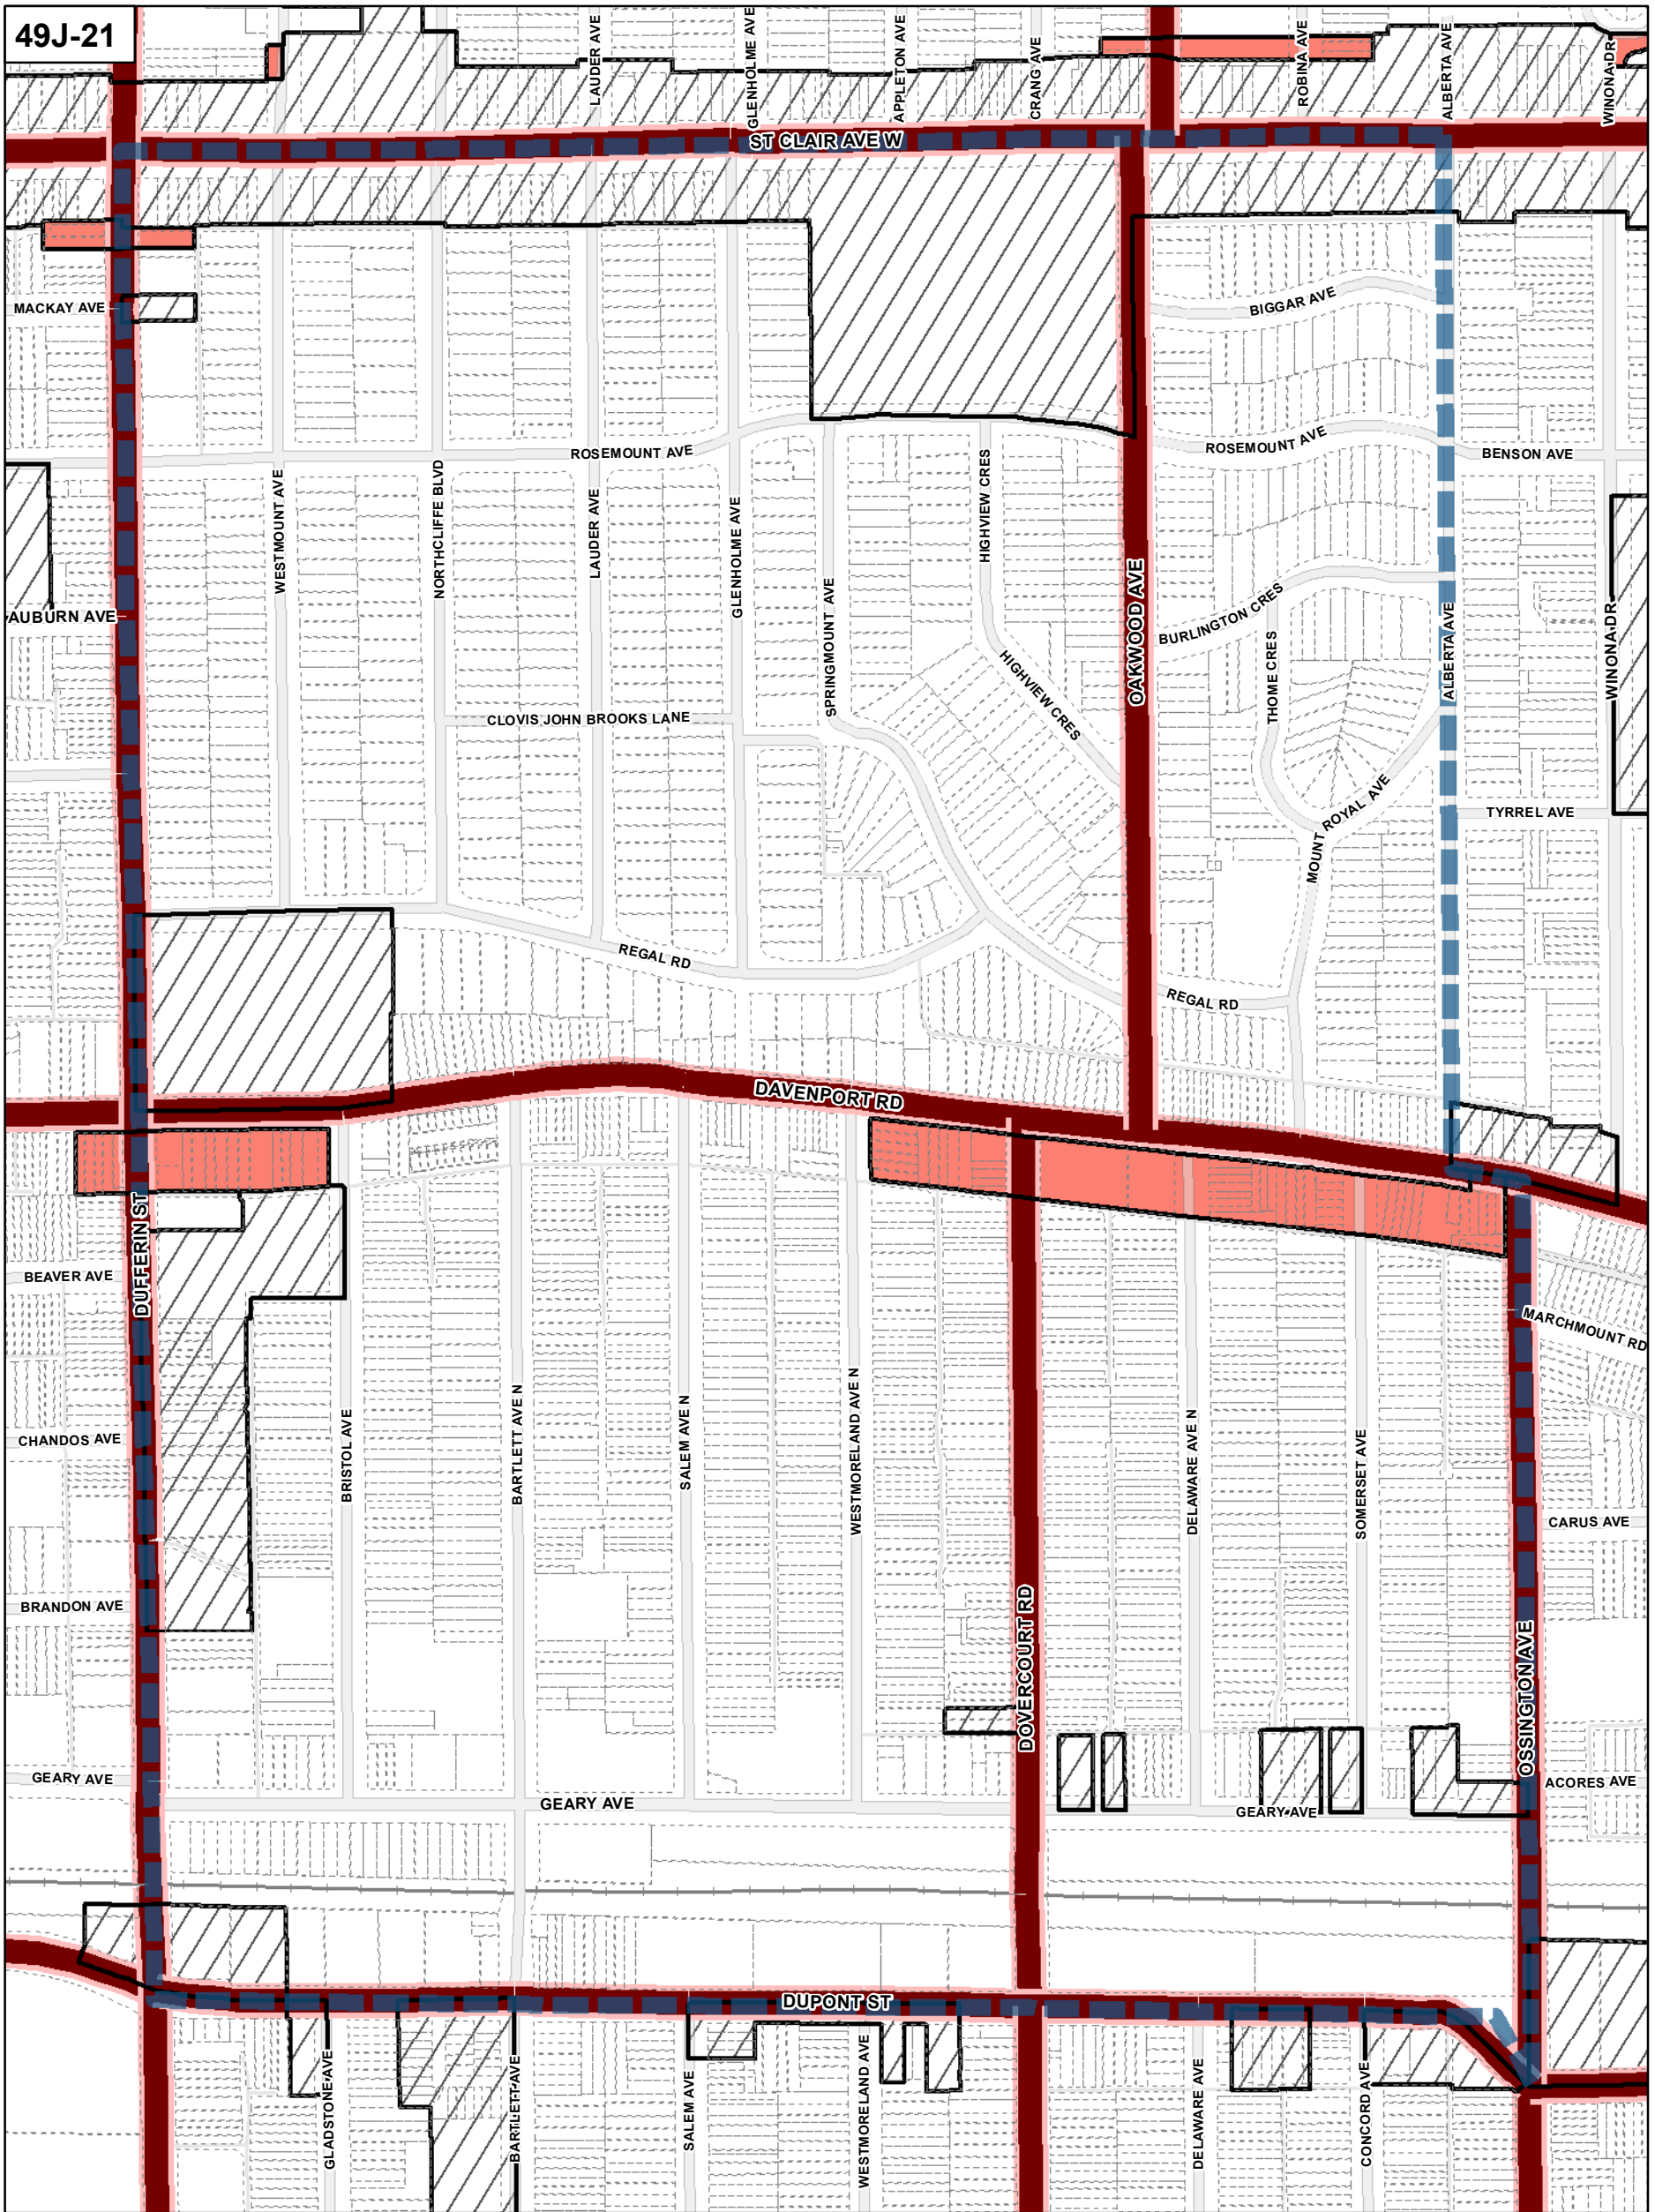 49J-21
LAUDER AVE
GLENHOLME AVE
APPLETON AVE
CRANG AVE
ROBINA AVE
ALBERTA AVE
WINONA DR
ST CLAIR AVE W
MACKAY AVE
BIGGAR AVE
ROSEMOUNT AVE
ROSEMOUNT AVE
BENSON AVE
WESTMOUNT AVE
NORTHCLIFFE BLVD
LAUDER AVE
GLENHOLME AVE
SPRINGMOUNT AVE
HIGHVIEW CRES
HIGHVIEW CRES
OAKWOOD AVE
BURLINGTON CRES
THOME CRES
ALBERTA AVE
WINONA DR
AUBURN AVE
CLOVIS JOHN BROOKS LANE
MOUNT ROYAL AVE
TYRREL AVE
REGAL RD
REGAL RD
DAVENPORT RD
DUFFERIN ST
BEAVER AVE
MARCHMOUNT RD
CHANDOS AVE
BRISTOL AVE
BARTLETT AVE N
SALEM AVE N
WESTMORELAND AVE N
DELAWARE AVE N
SOMERSET AVE
CARUS AVE
BRANDON AVE
DOVERCOURT RD
OSSINGTON AVE
GEARY AVE
GEARY AVE
GEARY AVE
ACORES AVE
DUPONT ST
GLADSTONE AVE
BARTLETT AVE
SALEM AVE
WESTMORELAND AVE
DELAWARE AVE
CONCORD AVE